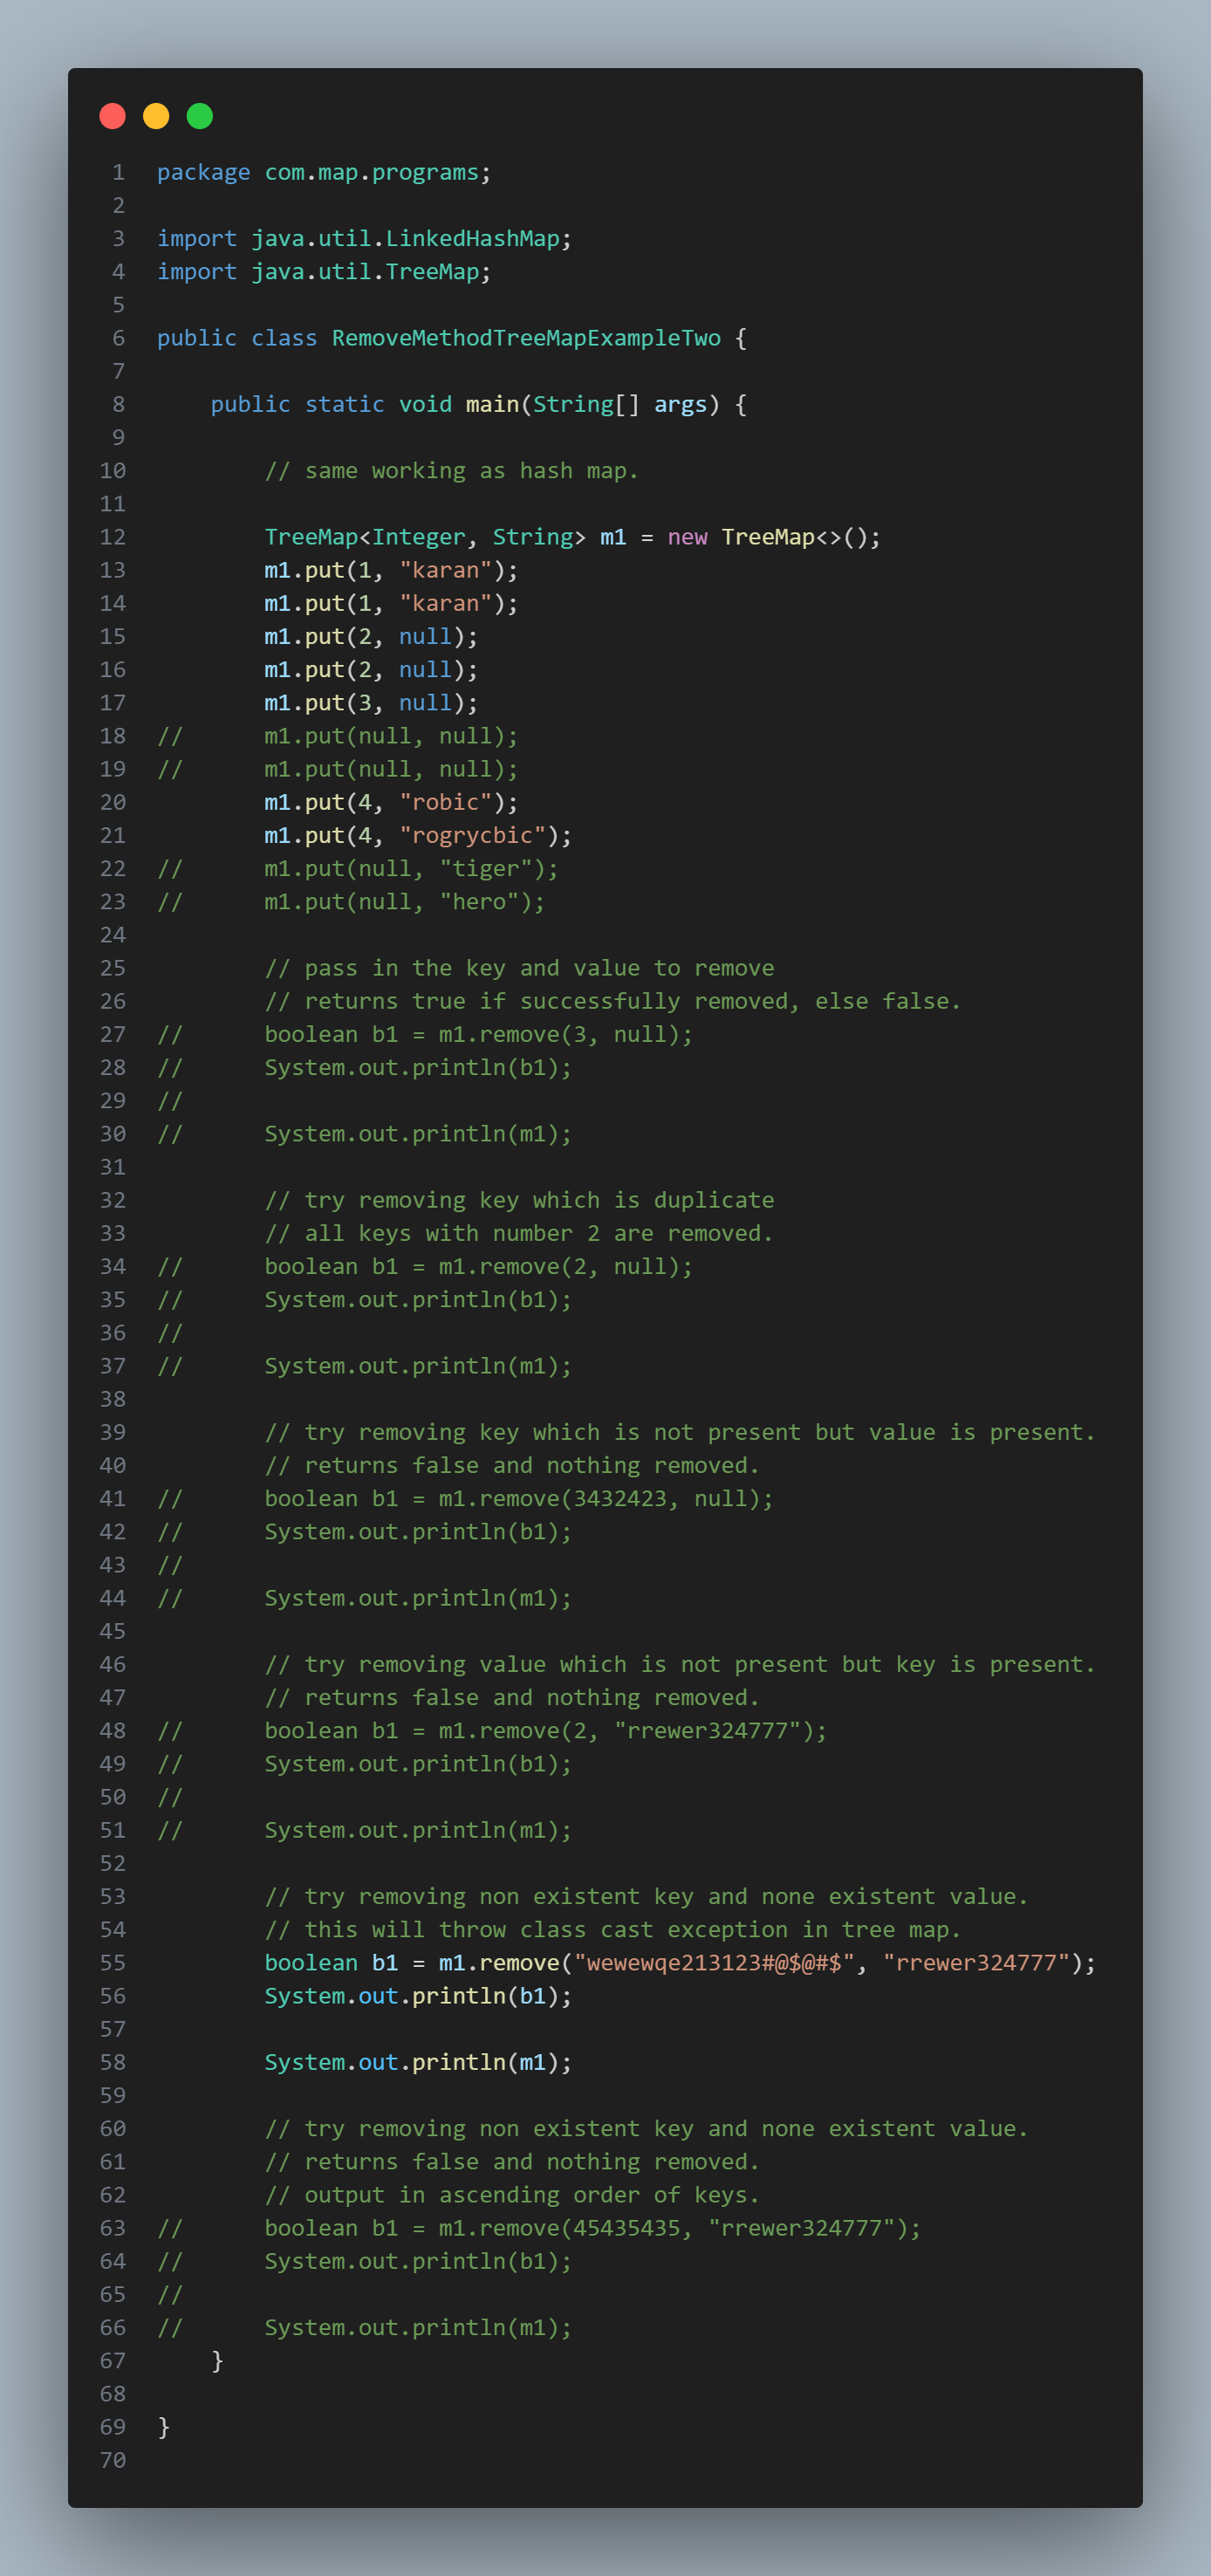 1 package com.map.programs;
2
3 import java.util.LinkedHashMap;
4 import java.util.TreeMap;
5
6 public class RemoveMethodTreeMapExampleTwo {
7
8     public static void main(String[] args) {
9
10         // same working as hash map.
11
12         TreeMap<Integer, String> m1 = new TreeMap<>();
13         m1.put(1, "karan");
14         m1.put(1, "karan");
15         m1.put(2, null);
16         m1.put(2, null);
17         m1.put(3, null);
18 //      m1.put(null, null);
19 //      m1.put(null, null);
20         m1.put(4, "robic");
21         m1.put(4, "rogrycbic");
22 //      m1.put(null, "tiger");
23 //      m1.put(null, "hero");
24
25         // pass in the key and value to remove
26         // returns true if successfully removed, else false.
27 //      boolean b1 = m1.remove(3, null);
28 //      System.out.println(b1);
29 //
30 //      System.out.println(m1);
31
32         // try removing key which is duplicate
33         // all keys with number 2 are removed.
34 //      boolean b1 = m1.remove(2, null);
35 //      System.out.println(b1);
36 //
37 //      System.out.println(m1);
38
39         // try removing key which is not present but value is present.
40         // returns false and nothing removed.
41 //      boolean b1 = m1.remove(3432423, null);
42 //      System.out.println(b1);
43 //
44 //      System.out.println(m1);
45
46         // try removing value which is not present but key is present.
47         // returns false and nothing removed.
48 //      boolean b1 = m1.remove(2, "rrewer324777");
49 //      System.out.println(b1);
50 //
51 //      System.out.println(m1);
52
53         // try removing non existent key and none existent value.
54         // this will throw class cast exception in tree map.
55         boolean b1 = m1.remove("wewewqe213123#@$@#$", "rrewer324777");
56         System.out.println(b1);
57
58         System.out.println(m1);
59
60         // try removing non existent key and none existent value.
61         // returns false and nothing removed.
62         // output in ascending order of keys.
63 //      boolean b1 = m1.remove(45435435, "rrewer324777");
64 //      System.out.println(b1);
65 //
66 //      System.out.println(m1);
67     }
68
69 }
70